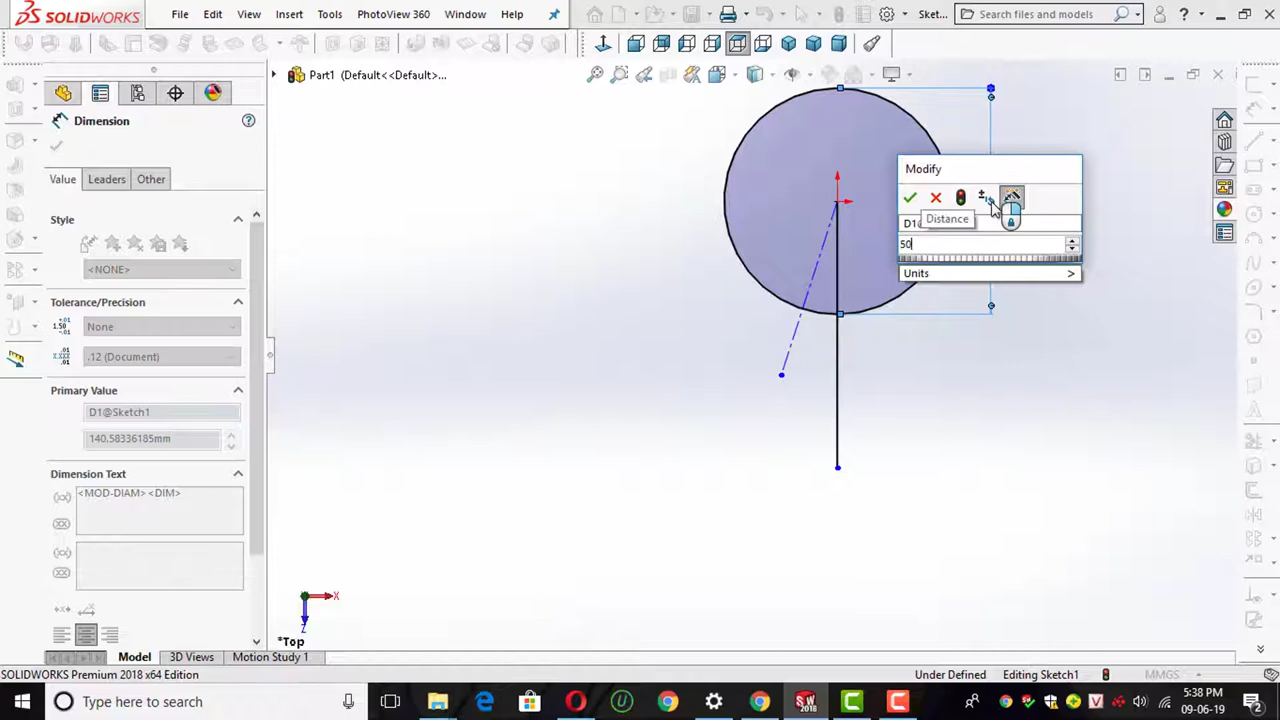 SOLIDWORKS
File
Edit
View
Insert
Tools
PhotoView 360
Window
Help
Sket...
Search files and models
?
Part1 (Default<<Default>...
Dimension
Value
Leaders
Other
Style
<NONE>
Tolerance/Precision
1.50
None
.12 (Document)
Primary Value
D1@Sketch1
140.58336185mm
Dimension Text
<MOD-DIAM> <DIM>
Modify
Distance
50
Units
>
X
Z
*Top
Model
3D Views
Motion Study 1
SOLIDWORKS Premium 2018 x64 Edition
Under Defined
Editing Sketch1
MMGS
Type here to search
5:38 PM
09-06-19
2